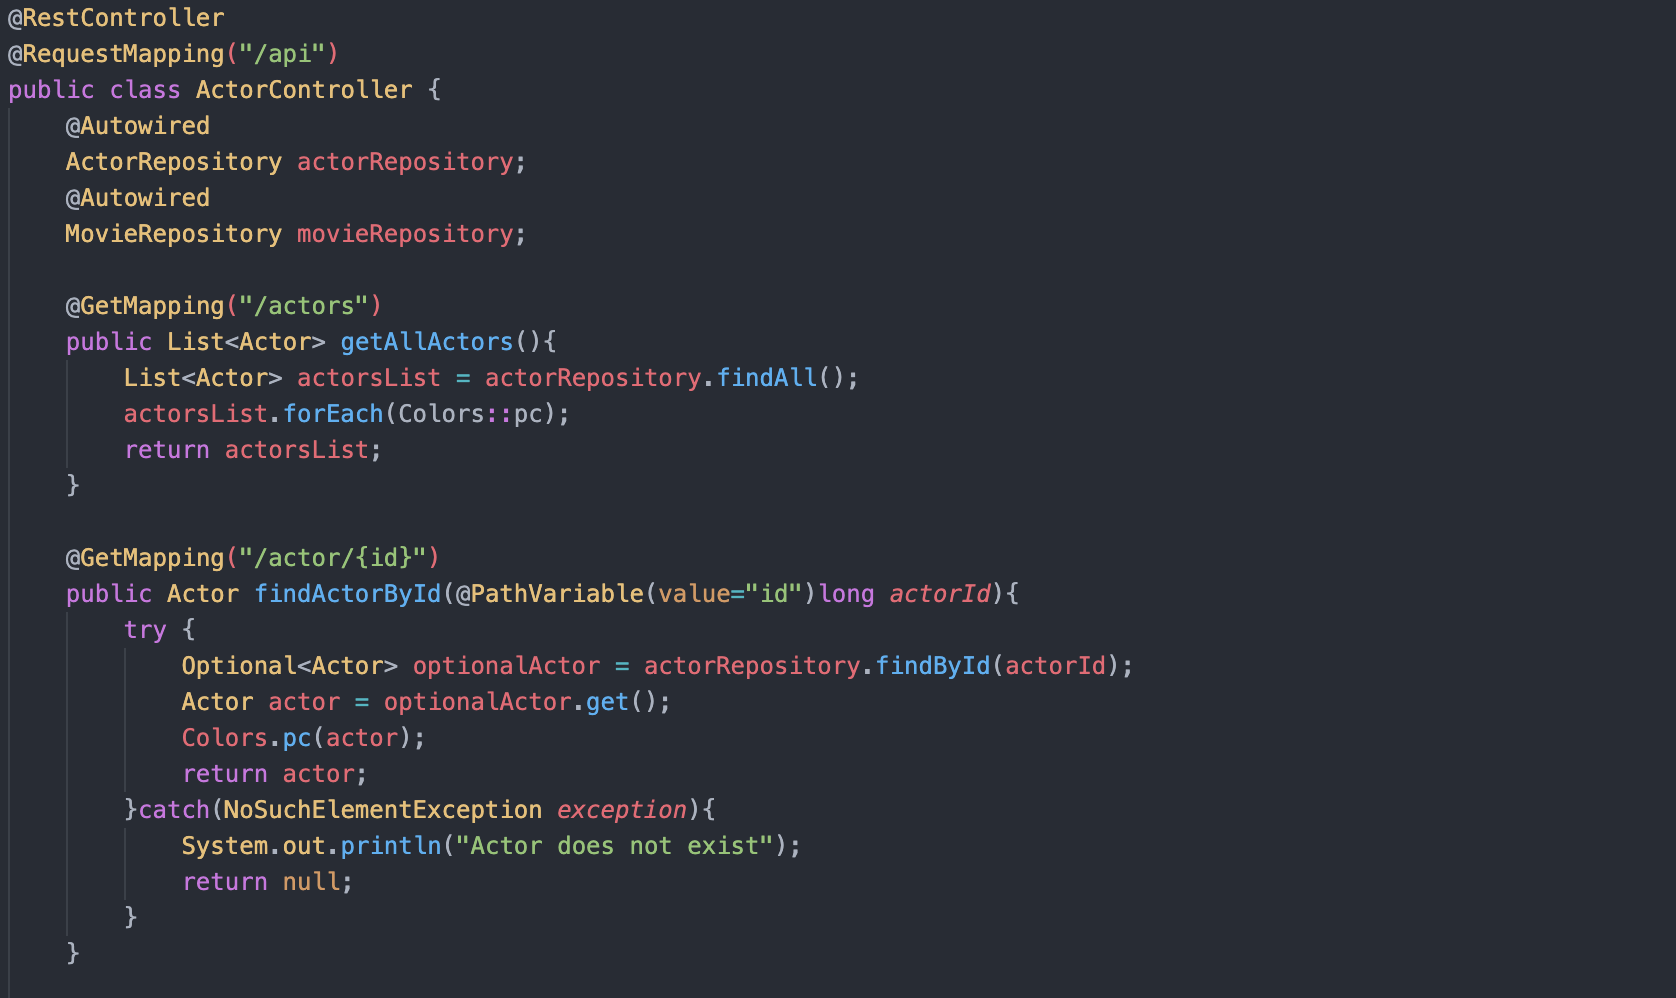 @RestController
@RequestMapping("/api")
public class ActorController {
    @Autowired
    ActorRepository actorRepository;
    @Autowired
    MovieRepository movieRepository;

    @GetMapping("/actors")
    public List<Actor> getAllActors(){
        List<Actor> actorsList = actorRepository.findAll();
        actorsList.forEach(Colors::pc);
        return actorsList;
    }

    @GetMapping("/actor/{id}")
    public Actor findActorById(@PathVariable(value="id")long actorId){
        try {
            Optional<Actor> optionalActor = actorRepository.findById(actorId);
            Actor actor = optionalActor.get();
            Colors.pc(actor);
            return actor;
        }catch(NoSuchElementException exception){
            System.out.println("Actor does not exist");
            return null;
        }
    }